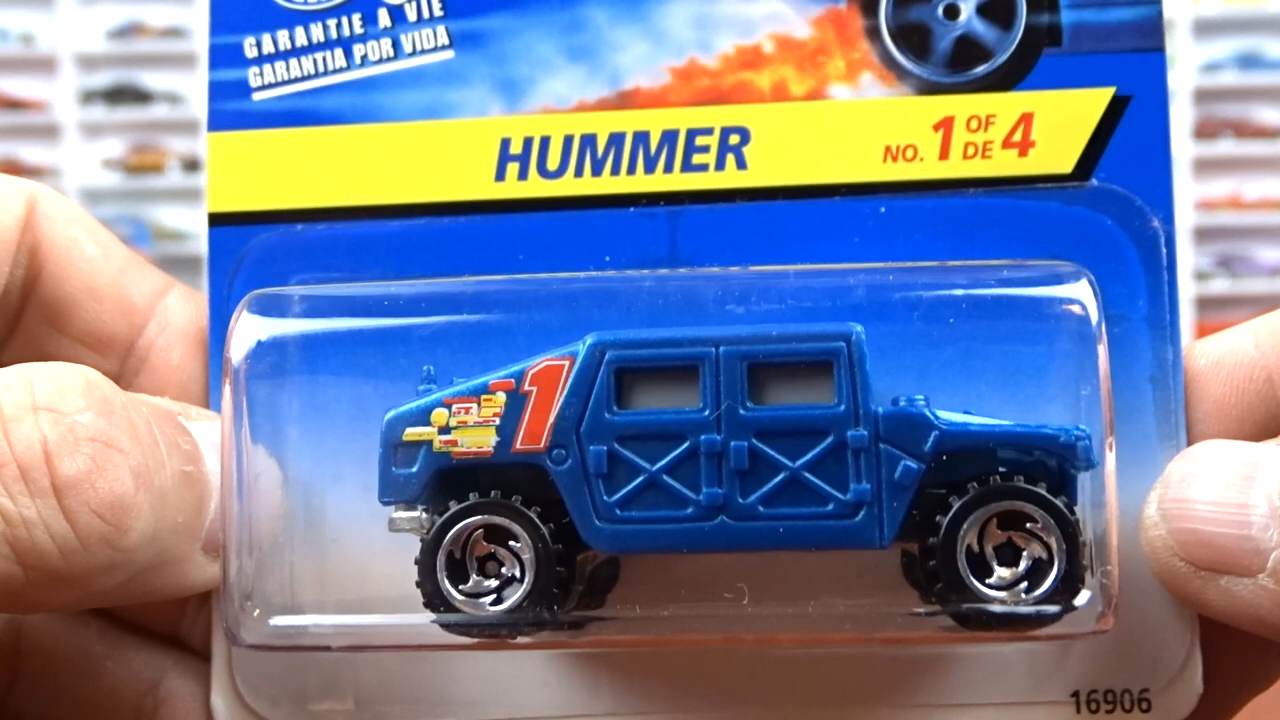 GARANTIE A VIE
GARANTIA POR VIDA
HUMMER
NO. 1 OF DE 4
1
16906